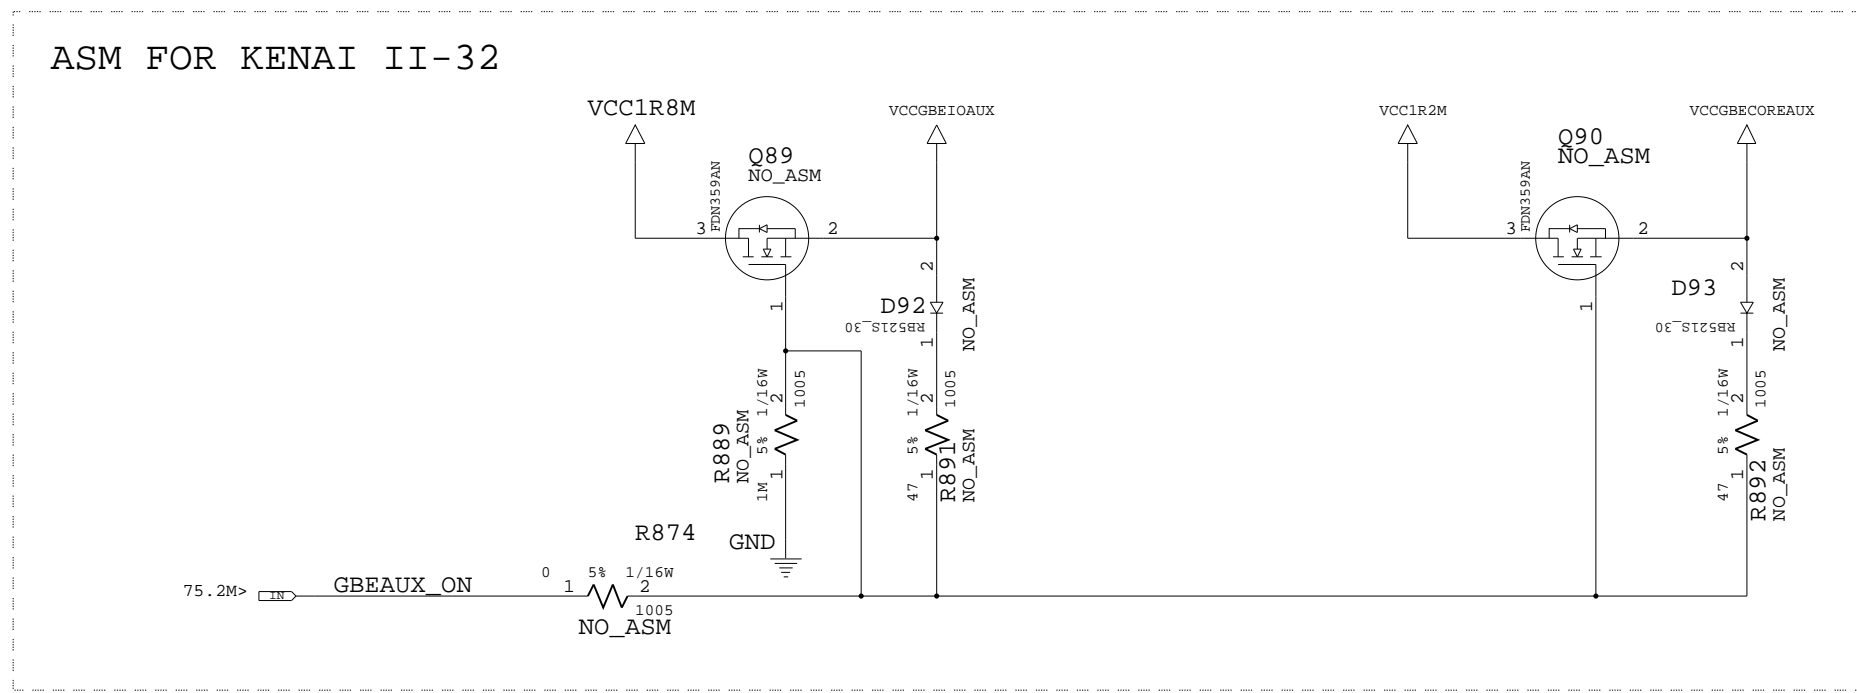 ASM FOR KENAI II-32
VCC1R8M
VCCGBEIOAUX
VCC1R2M
VCCGBECOREAUX
Q89
NO_ASM
FDN359AN
3
2
1
Q90
NO_ASM
FDN359AN
3
2
1
2
D92
NO_ASM
RB521S_30
1
2
D93
NO_ASM
RB521S_30
1
R889
NO_ASM
1M
5%
1/16W
1005
2
1
GND
R891
NO_ASM
47
5%
1/16W
1005
2
1
R892
NO_ASM
47
5%
1/16W
1005
2
1
R874
0
5%
1/16W
1
2
1005
NO_ASM
75.2M>
IN
GBEAUX_ON